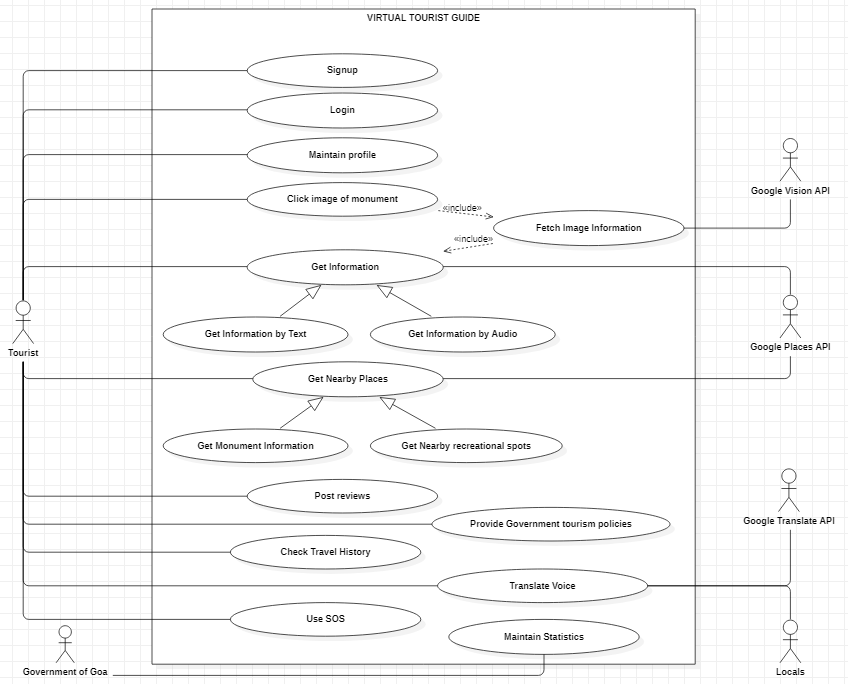 VIRTUAL TOURIST GUIDE
Signup
Login
Maintain profile
Click image of monument
«include»
Google Vision API
Fetch Image Information
«include»
Get Information
Get Information by Text
Get Information by Audio
Google Places API
Tourist
Get Nearby Places
Get Monument Information
Get Nearby recreational spots
Post reviews
Provide Government tourism policies
Google Translate API
Check Travel History
Translate Voice
Use SOS
Maintain Statistics
Government of Goa
Locals